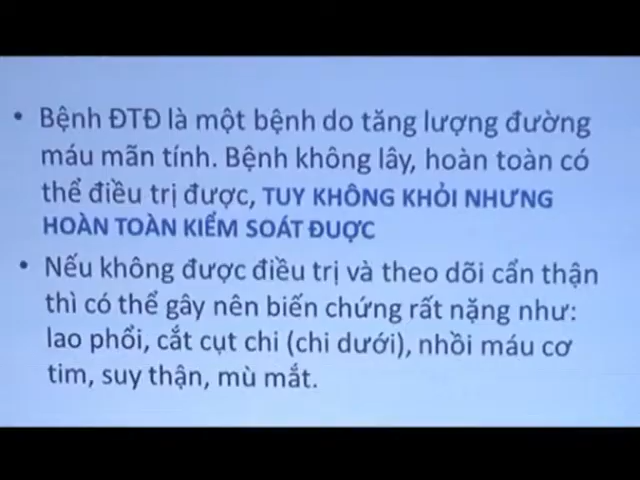 • Bệnh ĐTĐ là một bệnh do tăng lượng đường
máu mãn tính. Bệnh không lây, hoàn toàn có
thể điều trị được, TUY KHÔNG KHỎI NHƯNG
HOÀN TOÀN KIỂM SOÁT ĐUỢC
• Nếu không được điều trị và theo dõi cẩn thận
thì có thể gây nên biến chứng rất nặng như:
lao phổi, cắt cụt chi (chi dưới), nhồi máu cơ
tim, suy thận, mù mắt.